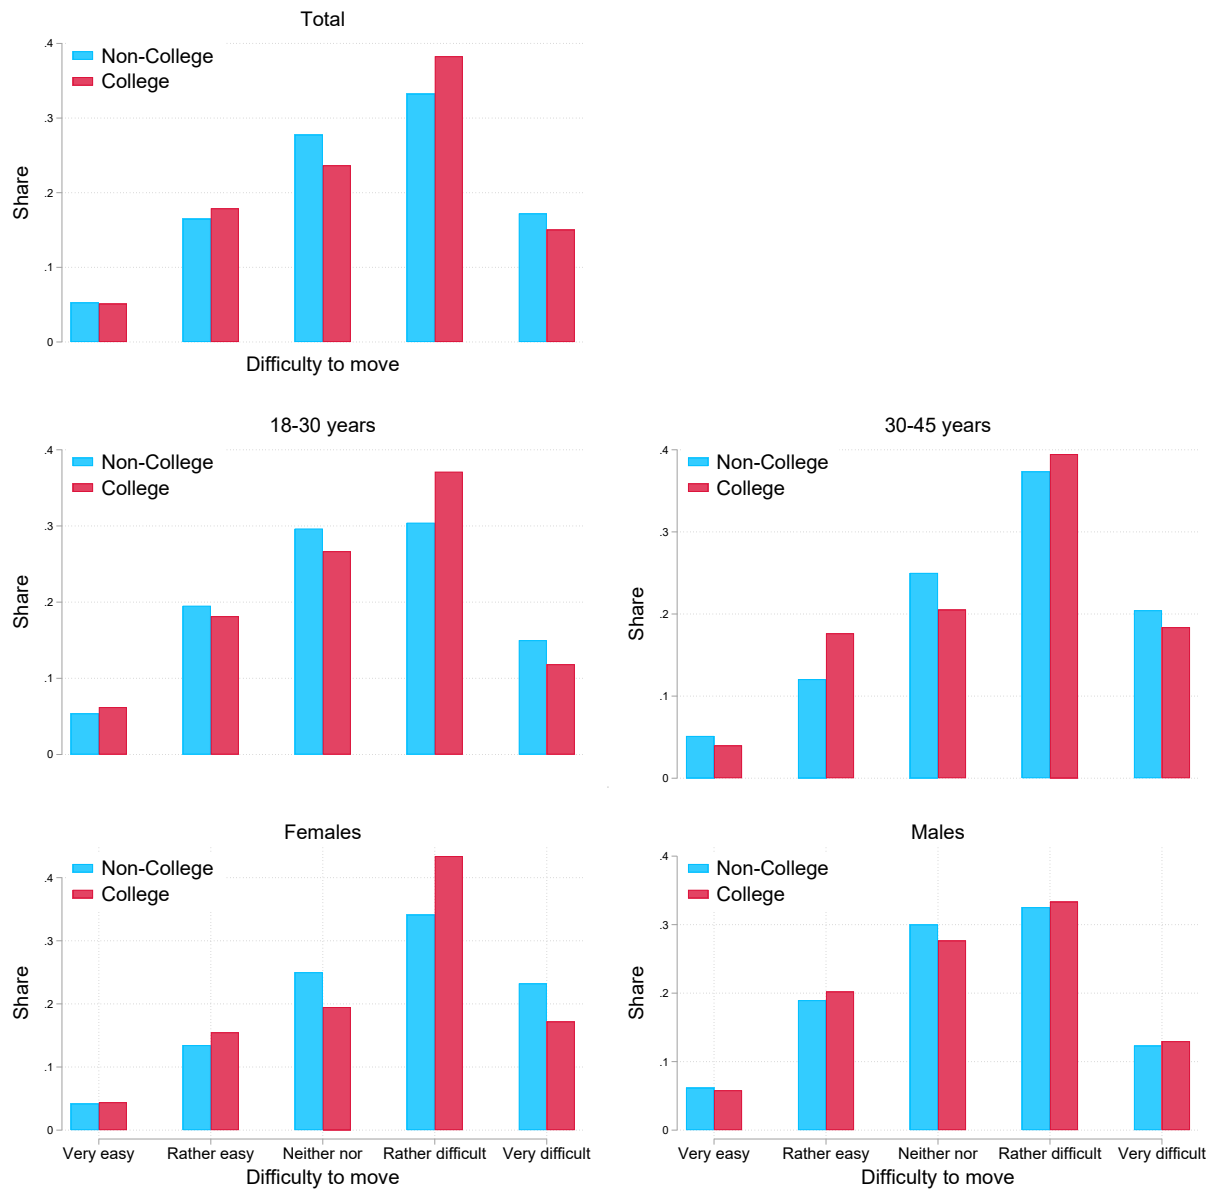 Total
.4
.3
.2
.1
0
Share
Non-College
College
Difficulty to move
18-30 years
.4
.3
.2
.1
0
Share
Non-College
College
30-45 years
.4
.3
.2
.1
0
Share
Non-College
College
Females
.4
.3
.2
.1
0
Share
Non-College
College
Very easy Rather easy Neither nor Rather difficult Very difficult
Difficulty to move
Males
.4
.3
.2
.1
0
Share
Non-College
College
Very easy Rather easy Neither nor Rather difficult Very difficult
Difficulty to move